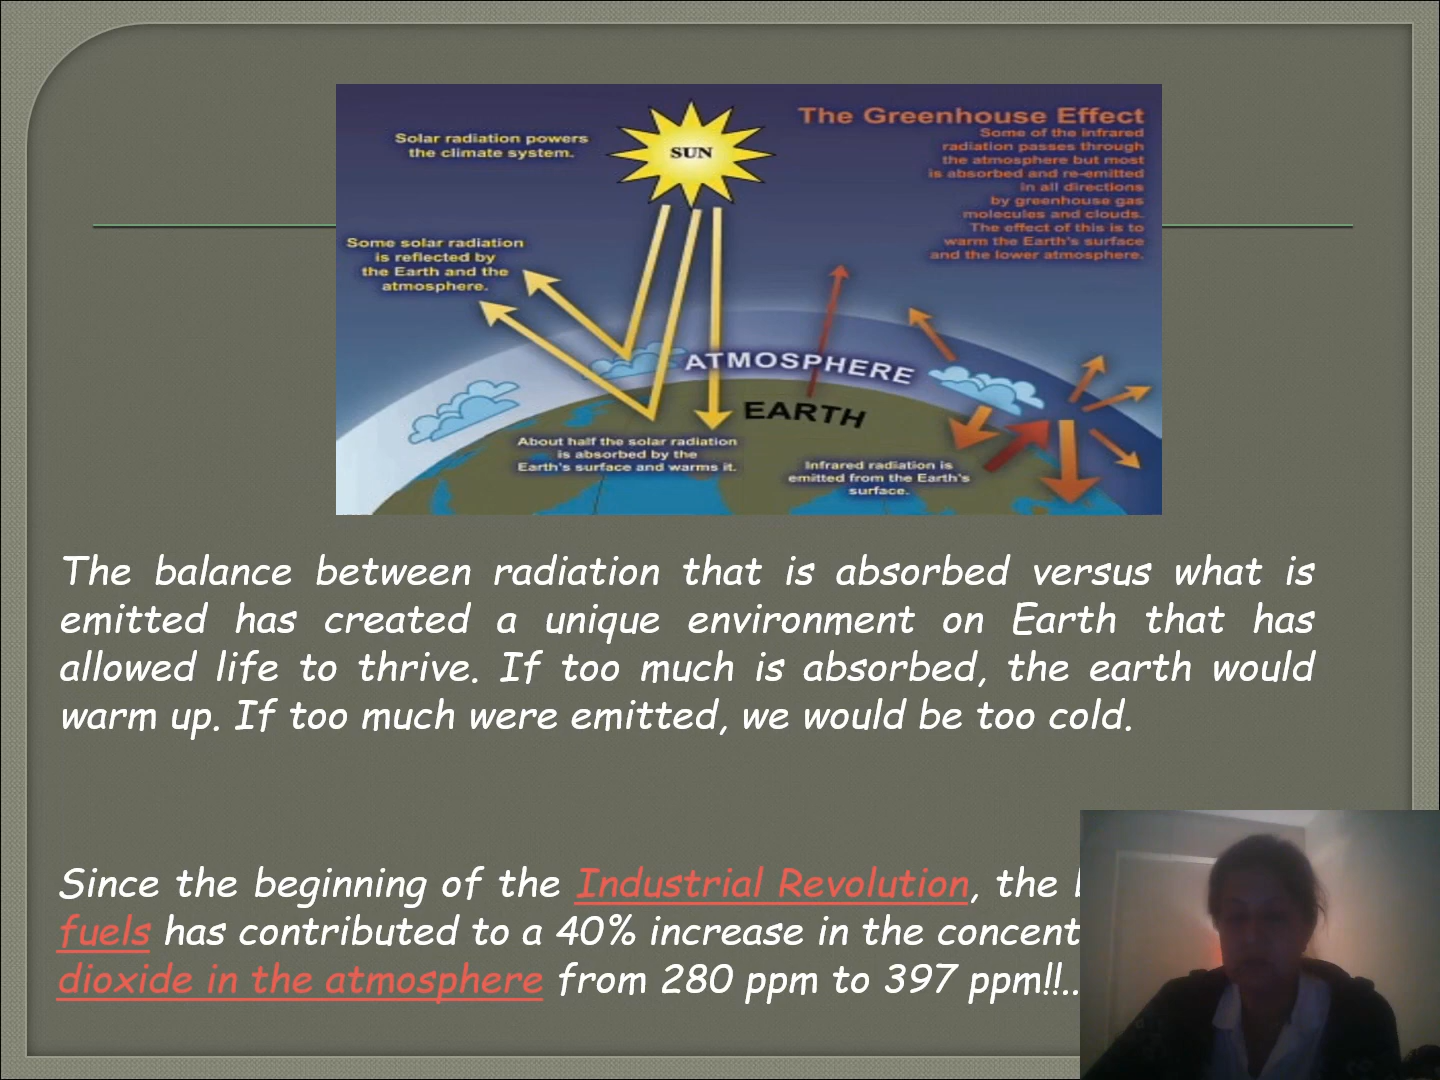 The Greenhouse Effect
Some of the infrared
radiation passes through
the atmosphere but most
is absorbed and re-emitted
in all directions
by greenhouse gas
molecules and clouds.
The effect of this is to
warm the Earth's surface
and the lower atmosphere.
Solar radiation powers
the climate system.
SUN
Some solar radiation
is reflected by
the Earth and the
atmosphere.
ATMOSPHERE
EARTH
About half the solar radiation
is absorbed by the
Earth's surface and warms it.
Infrared radiation is
emitted from the Earth's
surface.
The balance between radiation that is absorbed versus what is
emitted has created a unique environment on Earth that has
allowed life to thrive. If too much is absorbed, the earth would
warm up. If too much were emitted, we would be too cold.
Since the beginning of the Industrial Revolution, the
fuels has contributed to a 40% increase in the
dioxide in the atmosphere from 280 ppm to 397 ppm!!..